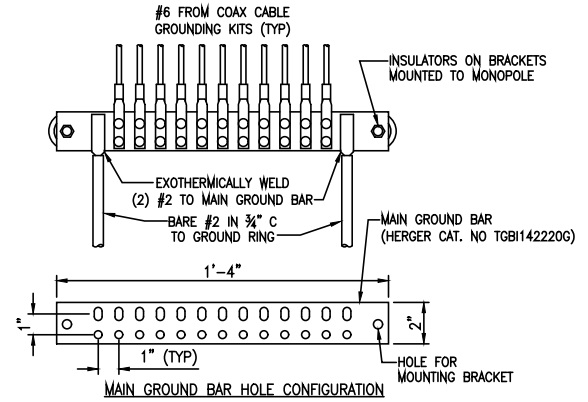 #6 FROM COAX CABLE
GROUNDING KITS (TYP)
INSULATORS ON BRACKETS
MOUNTED TO MONOPOLE
EXOTHERMICALLY WELD
(2) #2 TO MAIN GROUND BAR
BARE #2 IN ¾" C
TO GROUND RING
MAIN GROUND BAR
(HERGER CAT. NO TGBI142220G)
1'-4"
1"
2"
1" (TYP)
HOLE FOR
MOUNTING BRACKET
MAIN GROUND BAR HOLE CONFIGURATION